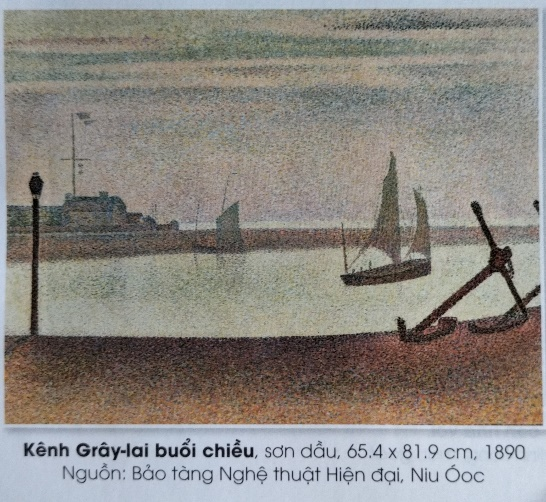 Kênh Grây-lai buổi chiều, sơn dầu, 65.4 x 81.9 cm, 1890
Nguồn: Bảo tàng Nghệ thuật Hiện đại, Niu Óoc